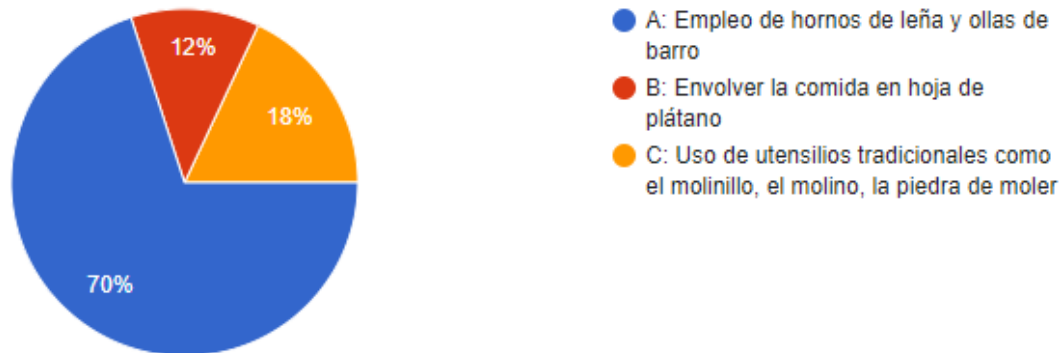 12%
18%
70%
A: Empleo de hornos de leña y ollas de
barro
B: Envolver la comida en hoja de
plátano
C: Uso de utensilios tradicionales como
el molinillo, el molino, la piedra de moler